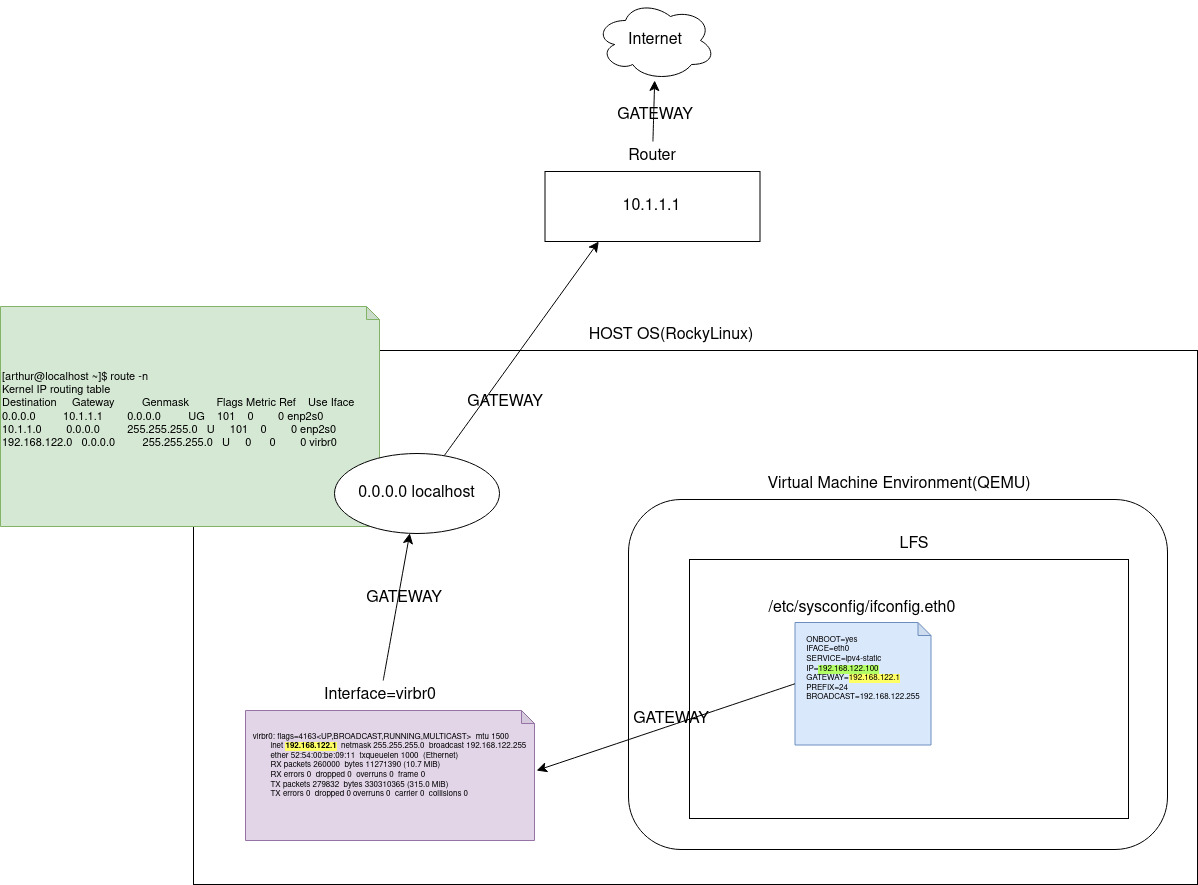 Internet
GATEWAY
Router
10.1.1.1
HOST OS(RockyLinux)
[arthur@localhost ~]$ route -n
Kernel IP routing table
Destination Gateway Genmask Flags Metric Ref Use Iface
0.0.0.0 10.1.1.1 0.0.0.0 UG 101 0 0 enp2s0
10.1.1.0 0.0.0.0 255.255.255.0 U 101 0 0 enp2s0
192.168.122.0 0.0.0.0 255.255.255.0 U 0 0 0 virbr0
GATEWAY
0.0.0.0 localhost
GATEWAY
Interface=virbr0
virbr0: flags=4163<UP,BROADCAST,RUNNING,MULTICAST> mtu 1500
inet 192.168.122.1 netmask 255.255.255.0 broadcast 192.168.122.255
ether 52:54:00:be:09:11 txqueuelen 1000 (Ethernet)
RX packets 260000 bytes 11271390 (10.7 MiB)
RX errors 0 dropped 0 overruns 0 frame 0
TX packets 279832 bytes 330310365 (315.0 MiB)
TX errors 0 dropped 0 overruns 0 carrier 0 collisions 0
Virtual Machine Environment(QEMU)
LFS
/etc/sysconfig/ifconfig.eth0
ONBOOT=yes
IFACE=eth0
SERVICE=ipv4-static
IP=192.168.122.100
GATEWAY=192.168.122.1
PREFIX=24
BROADCAST=192.168.122.255
GATEWAY